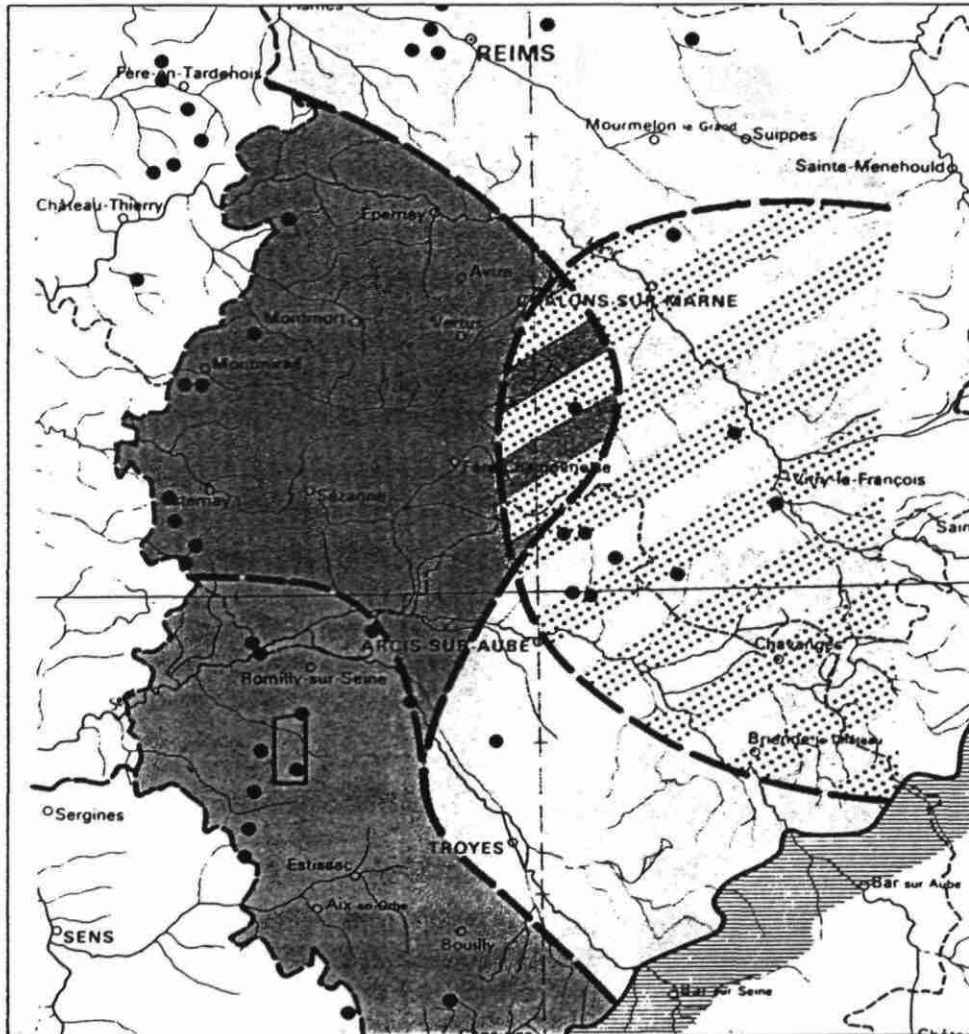 REIMS
Fère-en-Tardenois
Mourmelon le Grand
Suippes
Sainte-Menehould
Château-Thierry
Épernay
Avize
CHALONS SUR MARNE
Montmort
Vertus
Montmirail
Sézanne
Vitry-le-François
Sain
ARCIS SUR AUBE
Chavanges
Romilly-sur-Seine
Brienne le Château
Sergines
TROYES
Estissac
Bar sur Aube
Aix en-Othe
SENS
Bouilly
Bar sur Seine